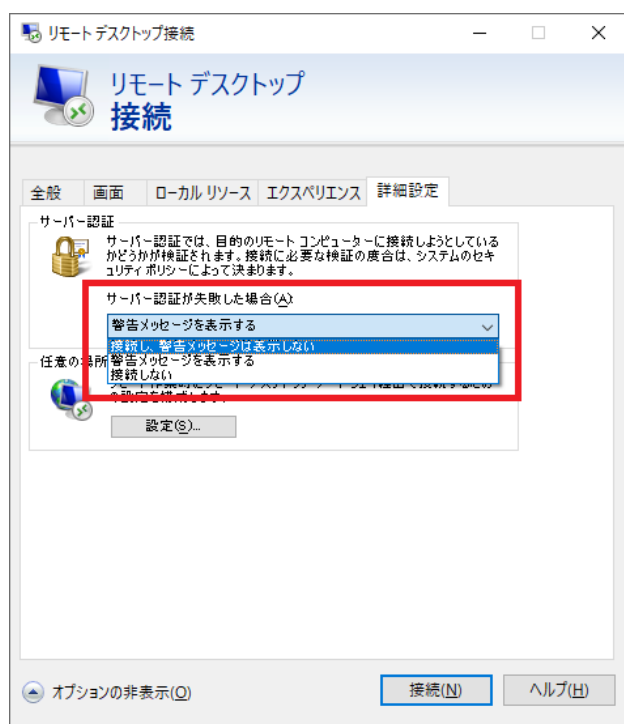 リモート デスクトップ接続
リモート デスクトップ
接続
全般
画面
ローカル リソース
エクスペリエンス
詳細設定
サーバー認証
サーバー認証では、目的のリモート コンピューターに接続しようとしている
かどうかが検証されます。接続に必要な検証の度合は、システムのセキ
ュリティ ポリシーによって決まります。
サーバー認証が失敗した場合(A):
警告メッセージを表示する
接続し、警告メッセージは表示しない
警告メッセージを表示する
接続しない
任意の場所
設定(S)...
オプションの非表示(O)
接続(N)
ヘルプ(H)